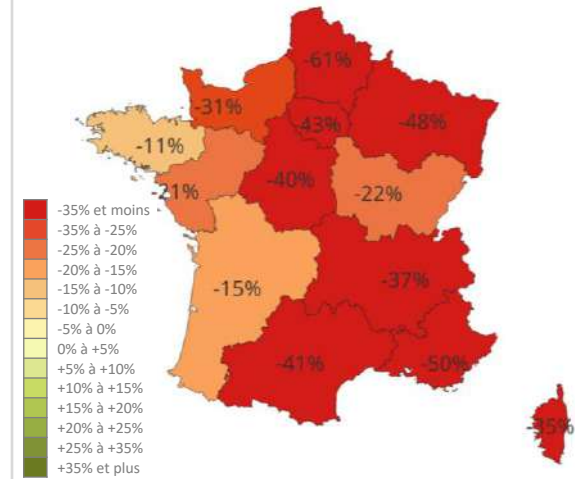 -61%
-31%
-43%
-48%
-11%
-21%
-40%
-22%
-15%
-37%
-41%
-50%
-35%
-35% et moins
-35% à -25%
-25% à -20%
-20% à -15%
-15% à -10%
-10% à -5%
-5% à 0%
0% à +5%
+5% à +10%
+10% à +15%
+15% à +20%
+20% à +25%
+25% à +35%
+35% et plus